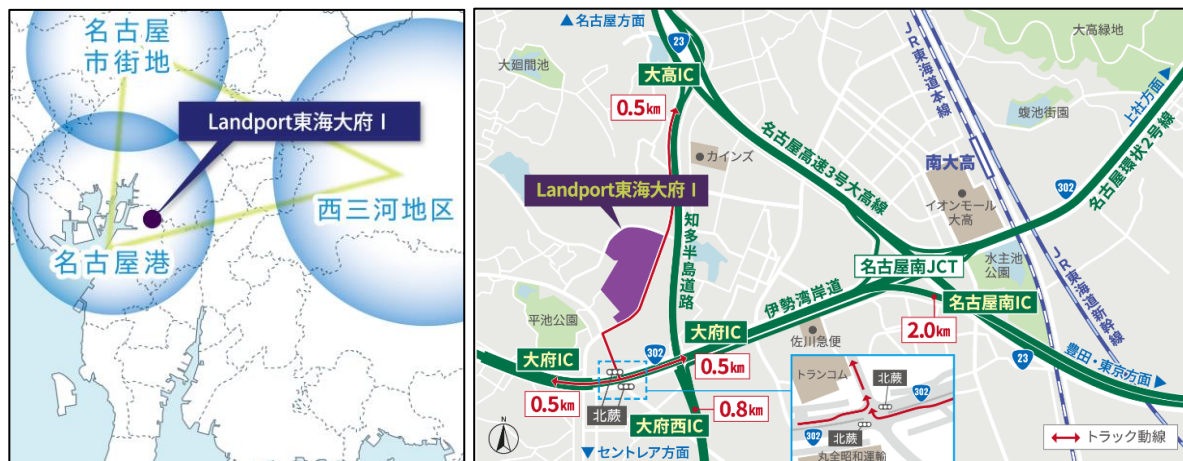 名古屋
市街地
Landport東海大府Ⅰ
西三河地区
名古屋港
▲名古屋方面
23
大高緑地
大廻間池
大高IC
JR東海道本線
上社方面▶
0.5km
蝮池街園
カインズ
名古屋高速3号大高線
南大高
302
名古屋環状2号線
Landport東海大府Ⅰ
イオンモール
大高
知多半島道路
名古屋南JCT
水主池
公園
伊勢湾岸道
JR東海道新幹線
名古屋南IC
平池公園
大府IC
佐川急便
2.0km
大府IC
302
0.5km
23
豊田・東京方面▶
トランコム
北蕨
302
0.5km
北蕨
0.8km
大府西IC
302
北蕨
トラック動線
N
▼セントレア方面
丸全昭和運輸